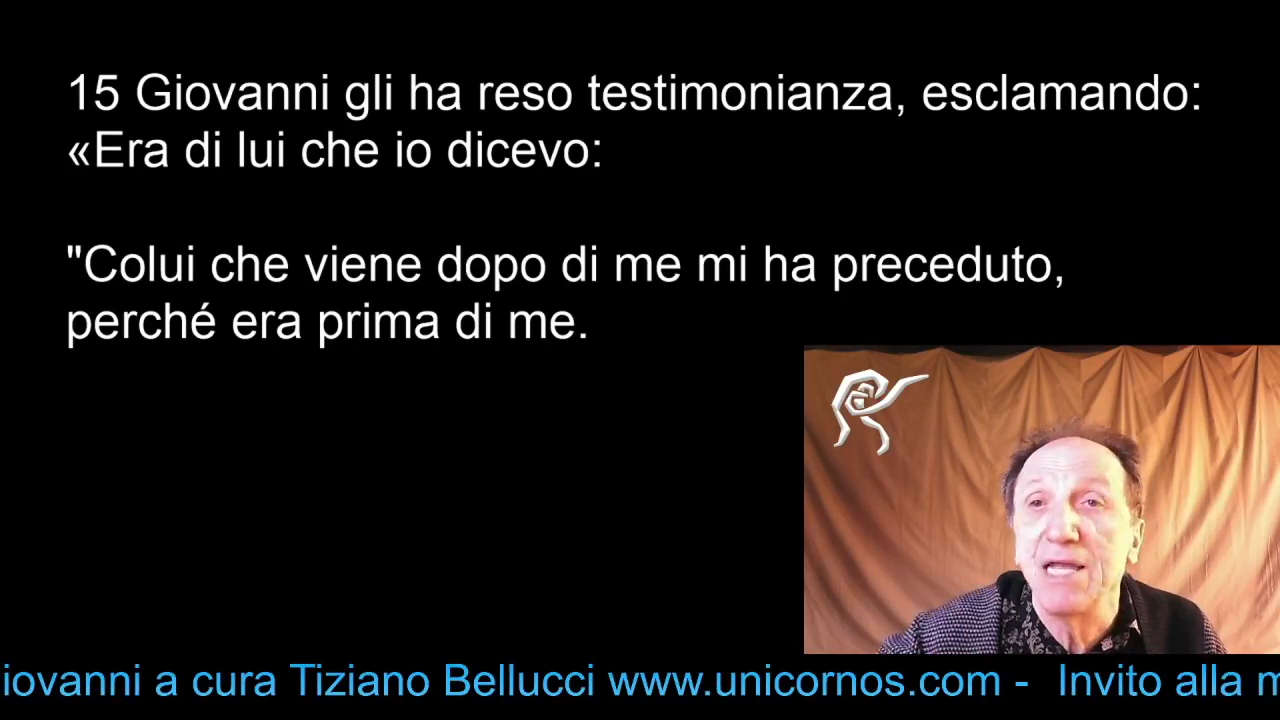 15 Giovanni gli ha reso testimonianza, esclamando:
«Era di lui che io dicevo:
"Colui che viene dopo di me mi ha preceduto,
perché era prima di me.
iovanni a cura Tiziano Bellucci www.unicornos.com - Invito alla m